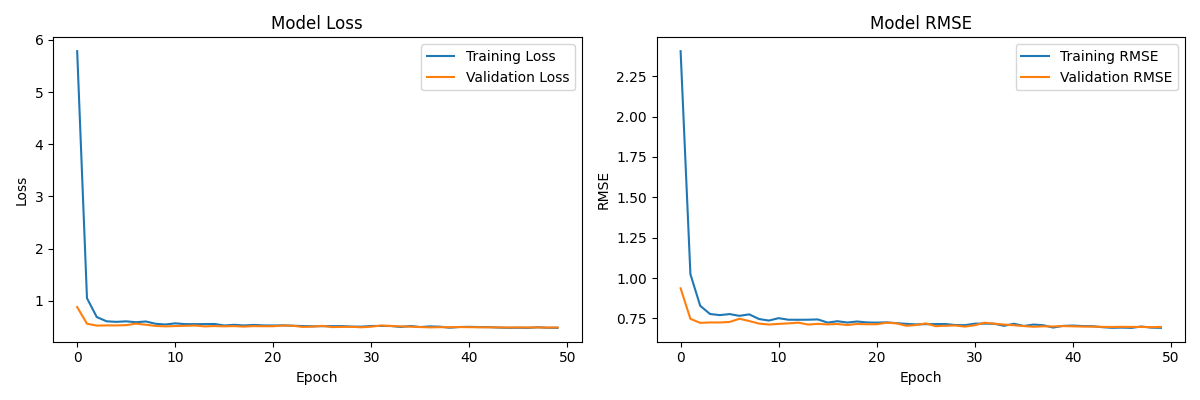 Model Loss
Training Loss
Validation Loss
Loss
6
5
4
3
2
1
0
10
20
30
40
50
Epoch
Model RMSE
Training RMSE
Validation RMSE
RMSE
2.25
2.00
1.75
1.50
1.25
1.00
0.75
0
10
20
30
40
50
Epoch